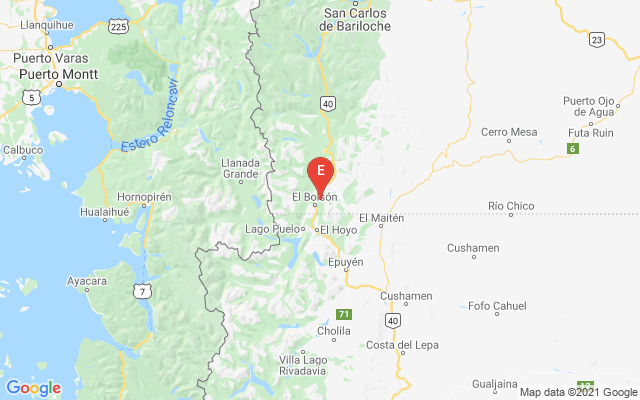 San Carlos
de Bariloche
Llanquihue
225
23
Puerto Varas
Puerto Montt
5
40
Puerto Ojo
de Agua
Estero Reloncaví
Cerro Mesa
Futa Ruin
6
Calbuco
Llanada
Grande
E
Hornopirén
El Bolsón
Hualaihué
El Maitén
Río Chico
Lago Puelo
El Hoyo
Cushamen
Epuyén
Ayacara
7
Cushamen
Fofo Cahuel
71
40
Cholila
Costa del Lepa
Villa Lago
Rivadavia
Gualjaina
Google
Map data ©2021 Google